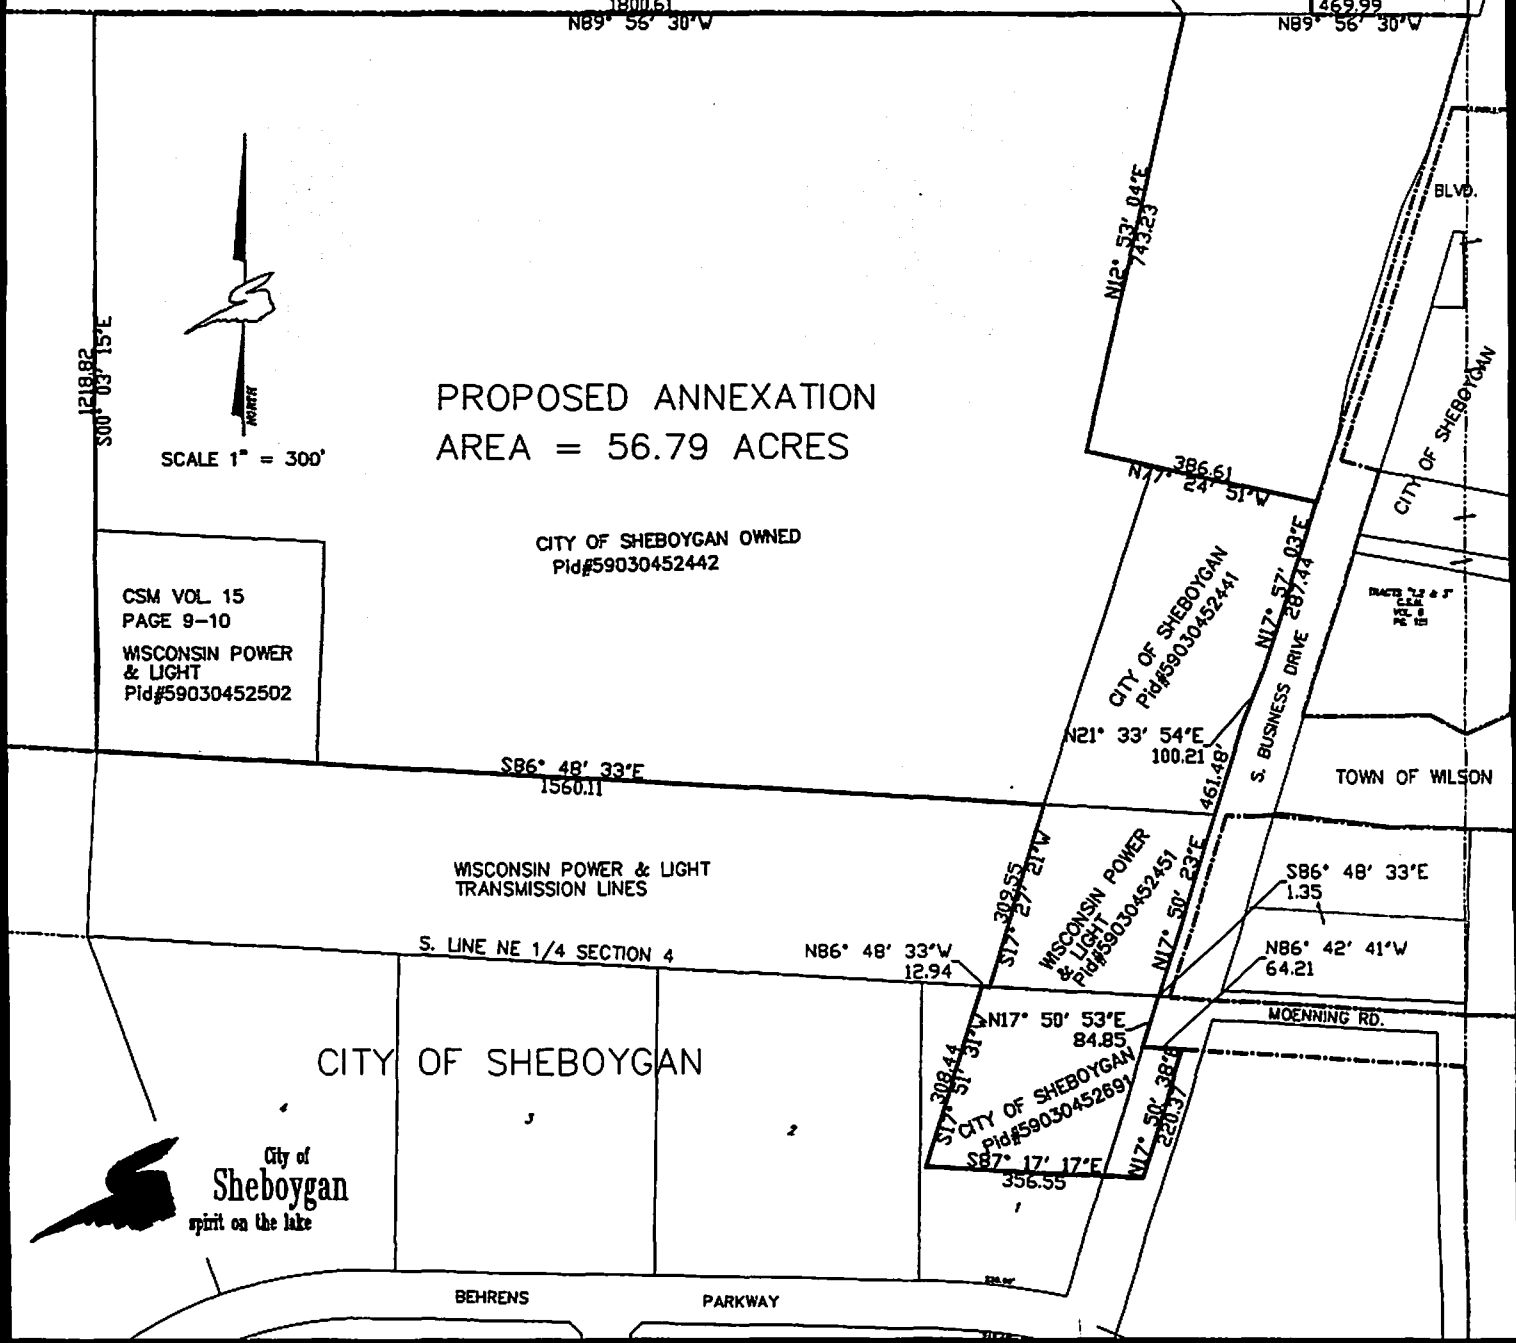 1800.61
N89° 56' 30"W
469.99
N89° 56' 30"W
BLVD.
N12° 53' 04"E
743.23
1218.82
S00° 03' 15"E
NORTH
SCALE 1" = 300'
PROPOSED ANNEXATION
AREA = 56.79 ACRES
CITY OF SHEBOYGAN
386.61
N77° 24' 51"W
CITY OF SHEBOYGAN OWNED
Pid#59030452442
CSM VOL 15
PAGE 9-10
WISCONSIN POWER
& LIGHT
Pid#59030452502
CITY OF SHEBOYGAN
Pid#59030452441
N17° 57' 03"E
287.44
S. BUSINESS DRIVE
N21° 33' 54"E
100.21
461.48'
TOWN OF WILSON
S86° 48' 33"E
1560.11
WISCONSIN POWER & LIGHT
TRANSMISSION LINES
309.55
S17° 27' 21"W
WISCONSIN POWER
& LIGHT
Pid#59030452451
N17° 50' 23"E
S86° 48' 33"E
1.35
S. LINE NE 1/4 SECTION 4
N86° 48' 33"W
12.94
N86° 42' 41"W
64.21
MOENNING RD.
N17° 50' 53"E
84.85
CITY OF SHEBOYGAN
308.44
S17° 51' 31"W
CITY OF SHEBOYGAN
Pid#59030452691
N17° 50' 38"E
220.37
4
3
2
S87° 17' 17"E
356.55
1
City of
Sheboygan
spirit on the lake
BEHRENS
PARKWAY